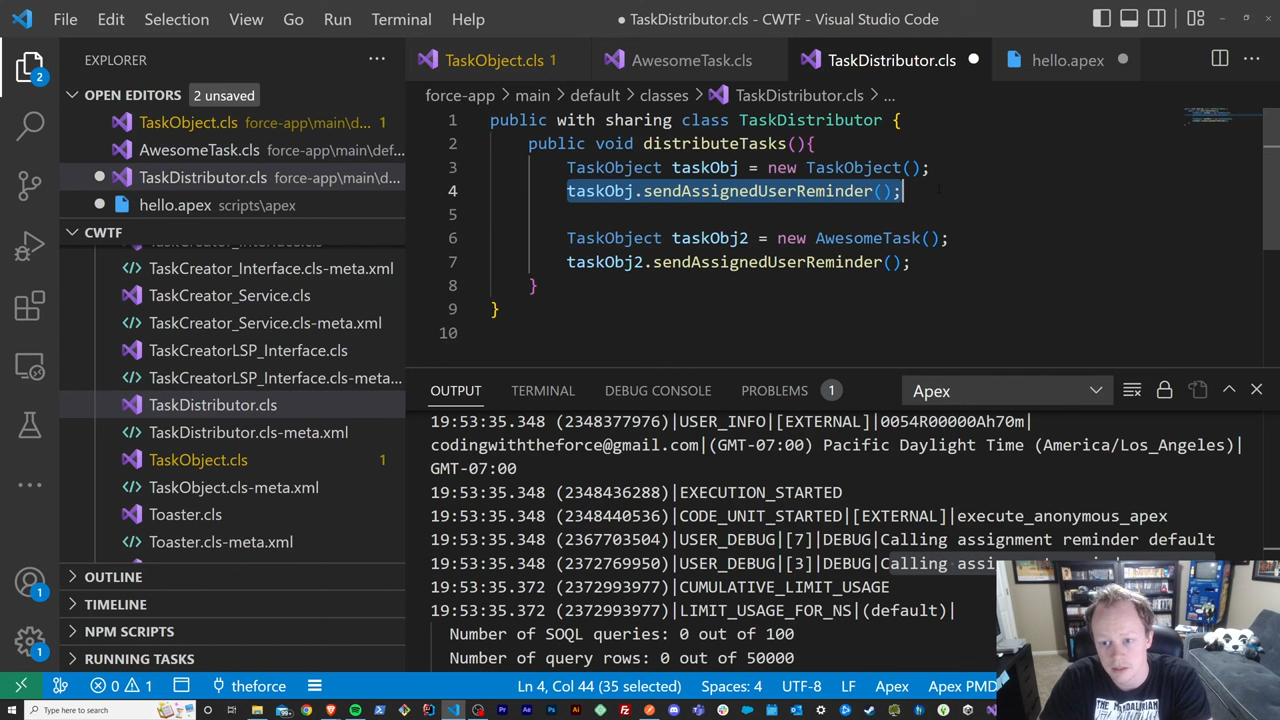 File Edit Selection View Go Run Terminal Help ● TaskDistributor.cls - CWTF - Visual Studio Code
EXPLORER
TaskObject.cls 1 AwesomeTask.cls TaskDistributor.cls hello.apex
OPEN EDITORS 2 unsaved
TaskObject.cls force-app\main\d... 1
AwesomeTask.cls force-app\main\def...
TaskDistributor.cls force-app\main\d...
hello.apex scripts\apex
CWTF
TaskCreator_Interface.cls-meta.xml
TaskCreator_Service.cls
TaskCreator_Service.cls-meta.xml
TaskCreatorLSP_Interface.cls
TaskCreatorLSP_Interface.cls-meta...
TaskDistributor.cls
TaskDistributor.cls-meta.xml
TaskObject.cls 1
TaskObject.cls-meta.xml
Toaster.cls
Toaster.cls-meta.xml
OUTLINE
TIMELINE
NPM SCRIPTS
RUNNING TASKS
force-app > main > default > classes > TaskDistributor.cls > ...
1 public with sharing class TaskDistributor {
2 public void distributeTasks(){
3 TaskObject taskObj = new TaskObject();
4 taskObj.sendAssignedUserReminder();
5
6 TaskObject taskObj2 = new AwesomeTask();
7 taskObj2.sendAssignedUserReminder();
8 }
9 }
10
OUTPUT TERMINAL DEBUG CONSOLE PROBLEMS 1 Apex
19:53:35.348 (2348377976)|USER_INFO|[EXTERNAL]|0054R00000Ah70m|
codingwiththeforce@gmail.com|(GMT-07:00) Pacific Daylight Time (America/Los_Angeles)|
GMT-07:00
19:53:35.348 (2348436288)|EXECUTION_STARTED
19:53:35.348 (2348440536)|CODE_UNIT_STARTED|[EXTERNAL]|execute_anonymous_apex
19:53:35.348 (2367703504)|USER_DEBUG|[7]|DEBUG|Calling assignment reminder default
19:53:35.348 (2372769950)|USER_DEBUG|[3]|DEBUG|Calling assi
19:53:35.372 (2372993977)|CUMULATIVE_LIMIT_USAGE
19:53:35.372 (2372993977)|LIMIT_USAGE_FOR_NS|(default)|
Number of SOQL queries: 0 out of 100
Number of query rows: 0 out of 50000
2
1
1
0 1 theforce Ln 4, Col 44 (35 selected) Spaces: 4 UTF-8 LF Apex Apex PMD
Type here to search
THE MANDALORIAN